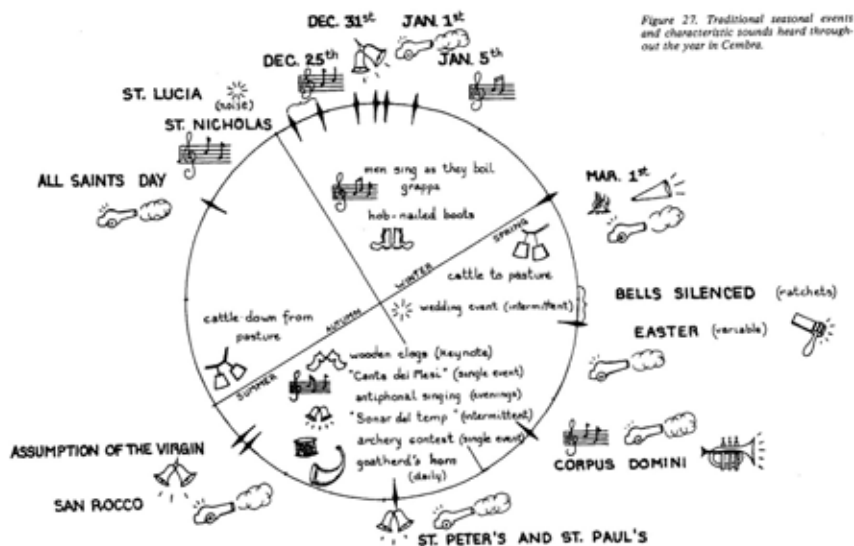 Figure 27. Traditional seasonal events
and characteristic sounds heard through-
out the year in Cembra.
DEC. 31st
JAN. 1st
DEC. 25th
JAN. 5th
ST. LUCIA
(noise)
ST. NICHOLAS
ALL SAINTS DAY
men sing as they boil
grappa
hob-nailed boots
MAR. 1st
SPRING
WINTER
cattle to pasture
BELLS SILENCED (ratchets)
wedding event (intermittent)
EASTER (variable)
cattle down from
pasture
AUTUMN
SUMMER
wooden clogs (keynote)
"Canta dei Mesi" (single event)
antiphonal singing (evenings)
"Sonar del temp" (intermittent)
archery contest (single event)
goatherd's horn
(daily)
ASSUMPTION OF THE VIRGIN
CORPUS DOMINI
SAN ROCCO
ST. PETER'S AND ST. PAUL'S